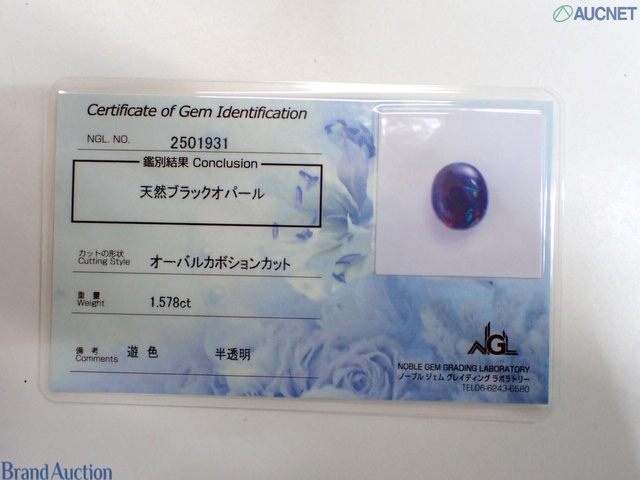 AUCNET
Certificate of Gem Identification
NGL. NO. 2501931
鑑別結果 Conclusion
天然ブラックオパール
カットの形状
Cutting Style オーバルカボションカット
重量
Weight 1.578ct
備考
Comments 遊色 半透明
NGL
NOBLE GEM GRADING LABORATORY
ノーブル ジェム グレイディング ラボラトリー
TEL06-6243-6580
Brand Auction